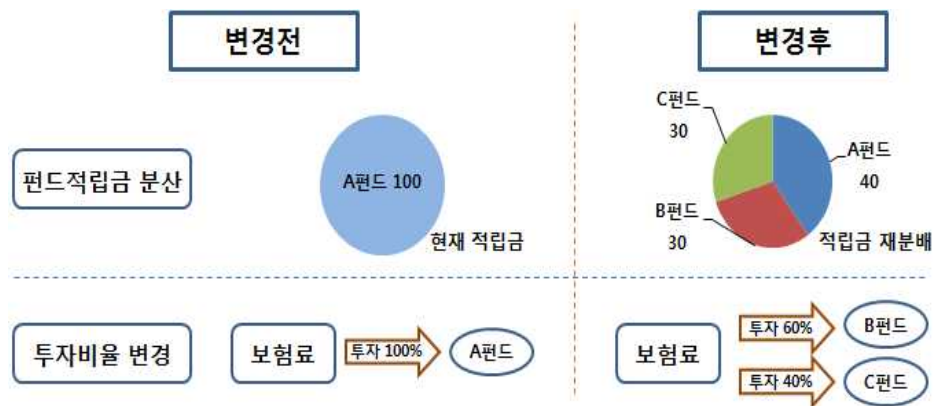 변경전
변경후
펀드적립금 분산
A펀드 100
현재 적립금
C펀드
30
A펀드
40
B펀드
30
적립금 재분배
투자비율 변경
보험료
투자 100%
A펀드
보험료
투자 60%
B펀드
투자 40%
C펀드